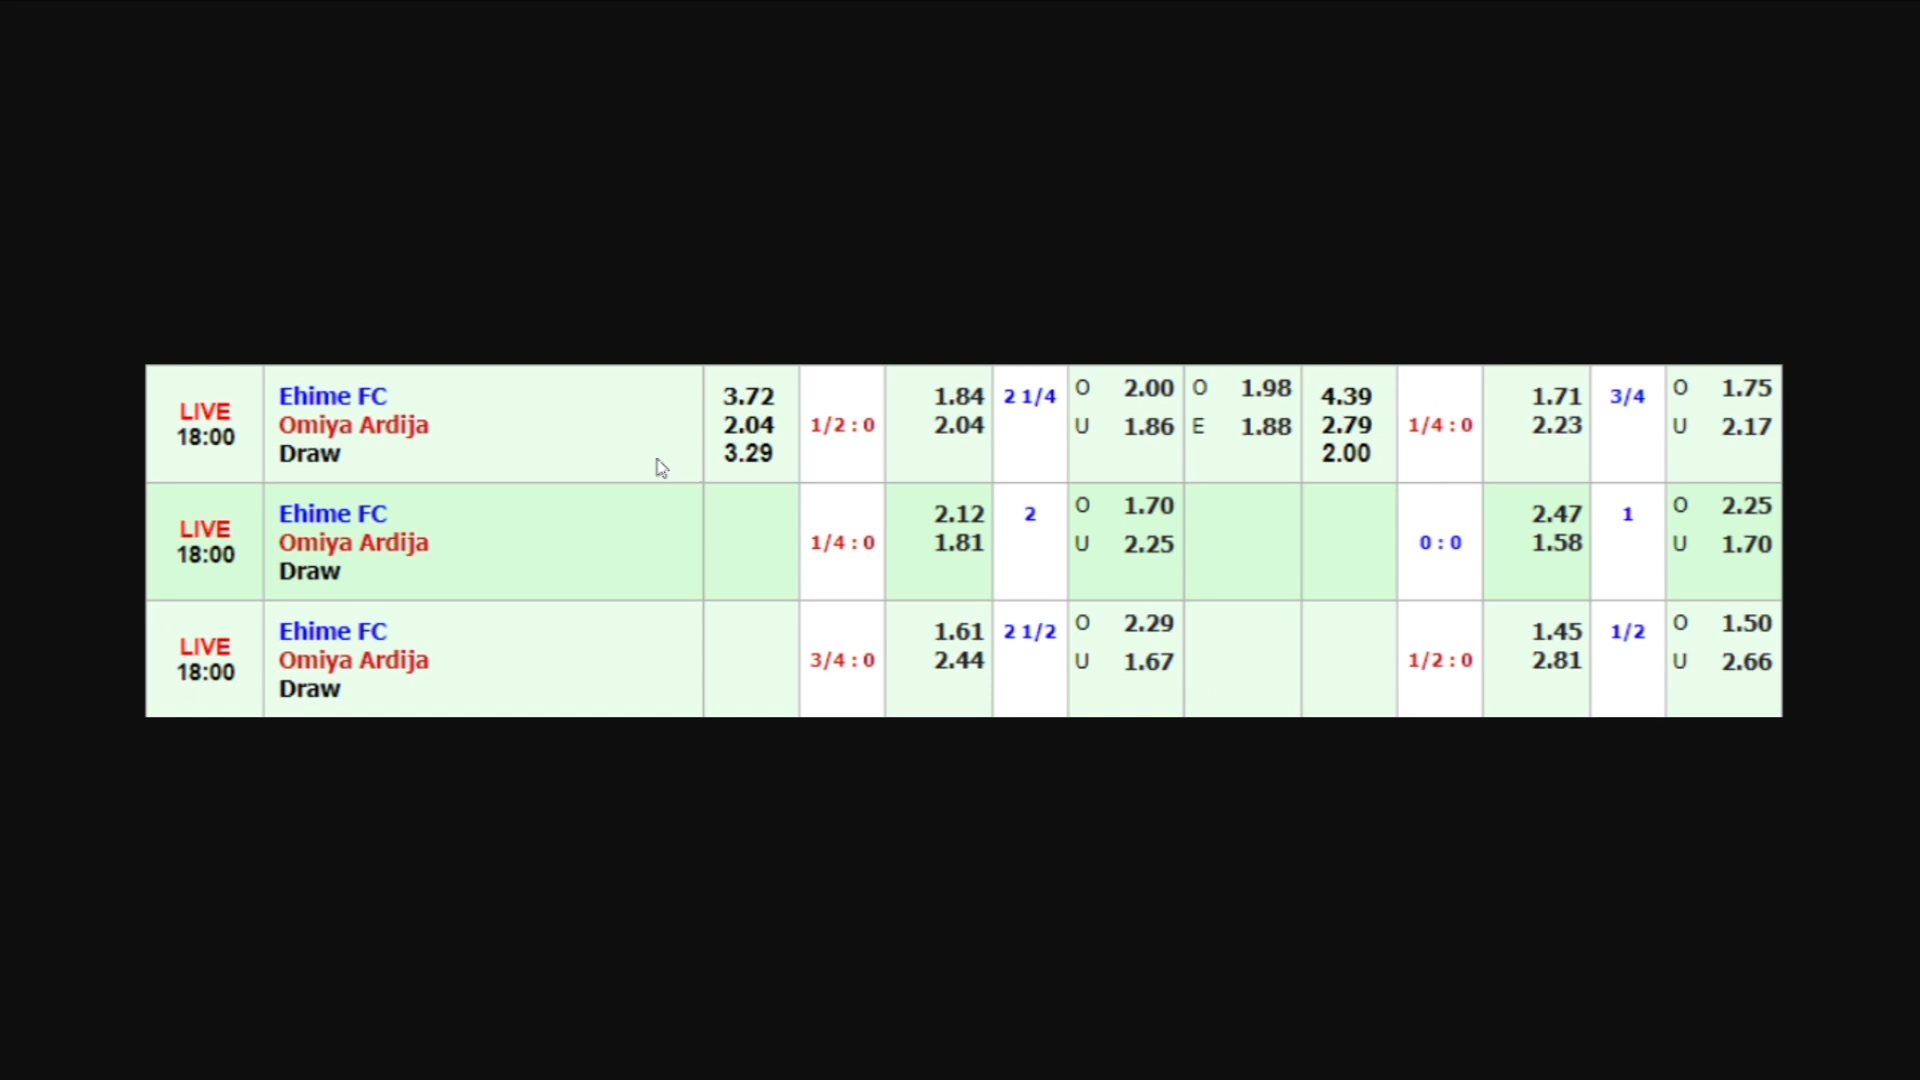 LIVE 18:00 Ehime FC 3.72 1.84 2 1/4 O 2.00 O 1.98 4.39 1.71 3/4 O 1.75
Omiya Ardija 2.04 1/2 : 0 2.04 U 1.86 E 1.88 2.79 1/4 : 0 2.23 U 2.17
Draw 3.29 2.00
LIVE 18:00 Ehime FC 2.12 2 O 1.70 2.47 1 O 2.25
Omiya Ardija 1/4 : 0 1.81 U 2.25 0 : 0 1.58 U 1.70
Draw
LIVE 18:00 Ehime FC 1.61 2 1/2 O 2.29 1.45 1/2 O 1.50
Omiya Ardija 3/4 : 0 2.44 U 1.67 1/2 : 0 2.81 U 2.66
Draw